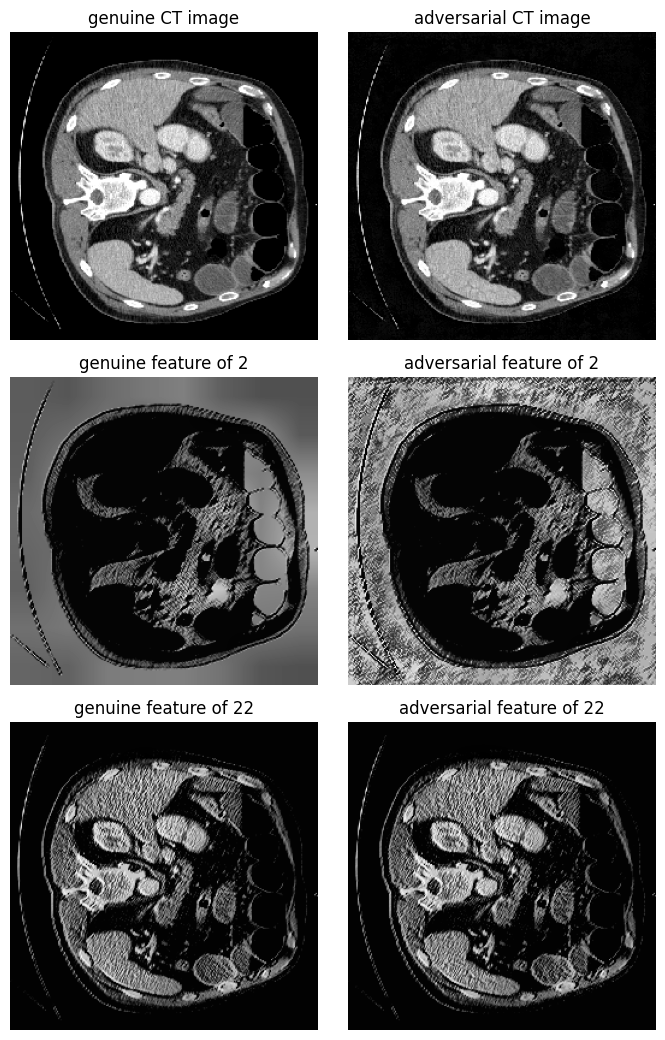 genuine CT image
adversarial CT image
genuine feature of 2
adversarial feature of 2
genuine feature of 22
adversarial feature of 22